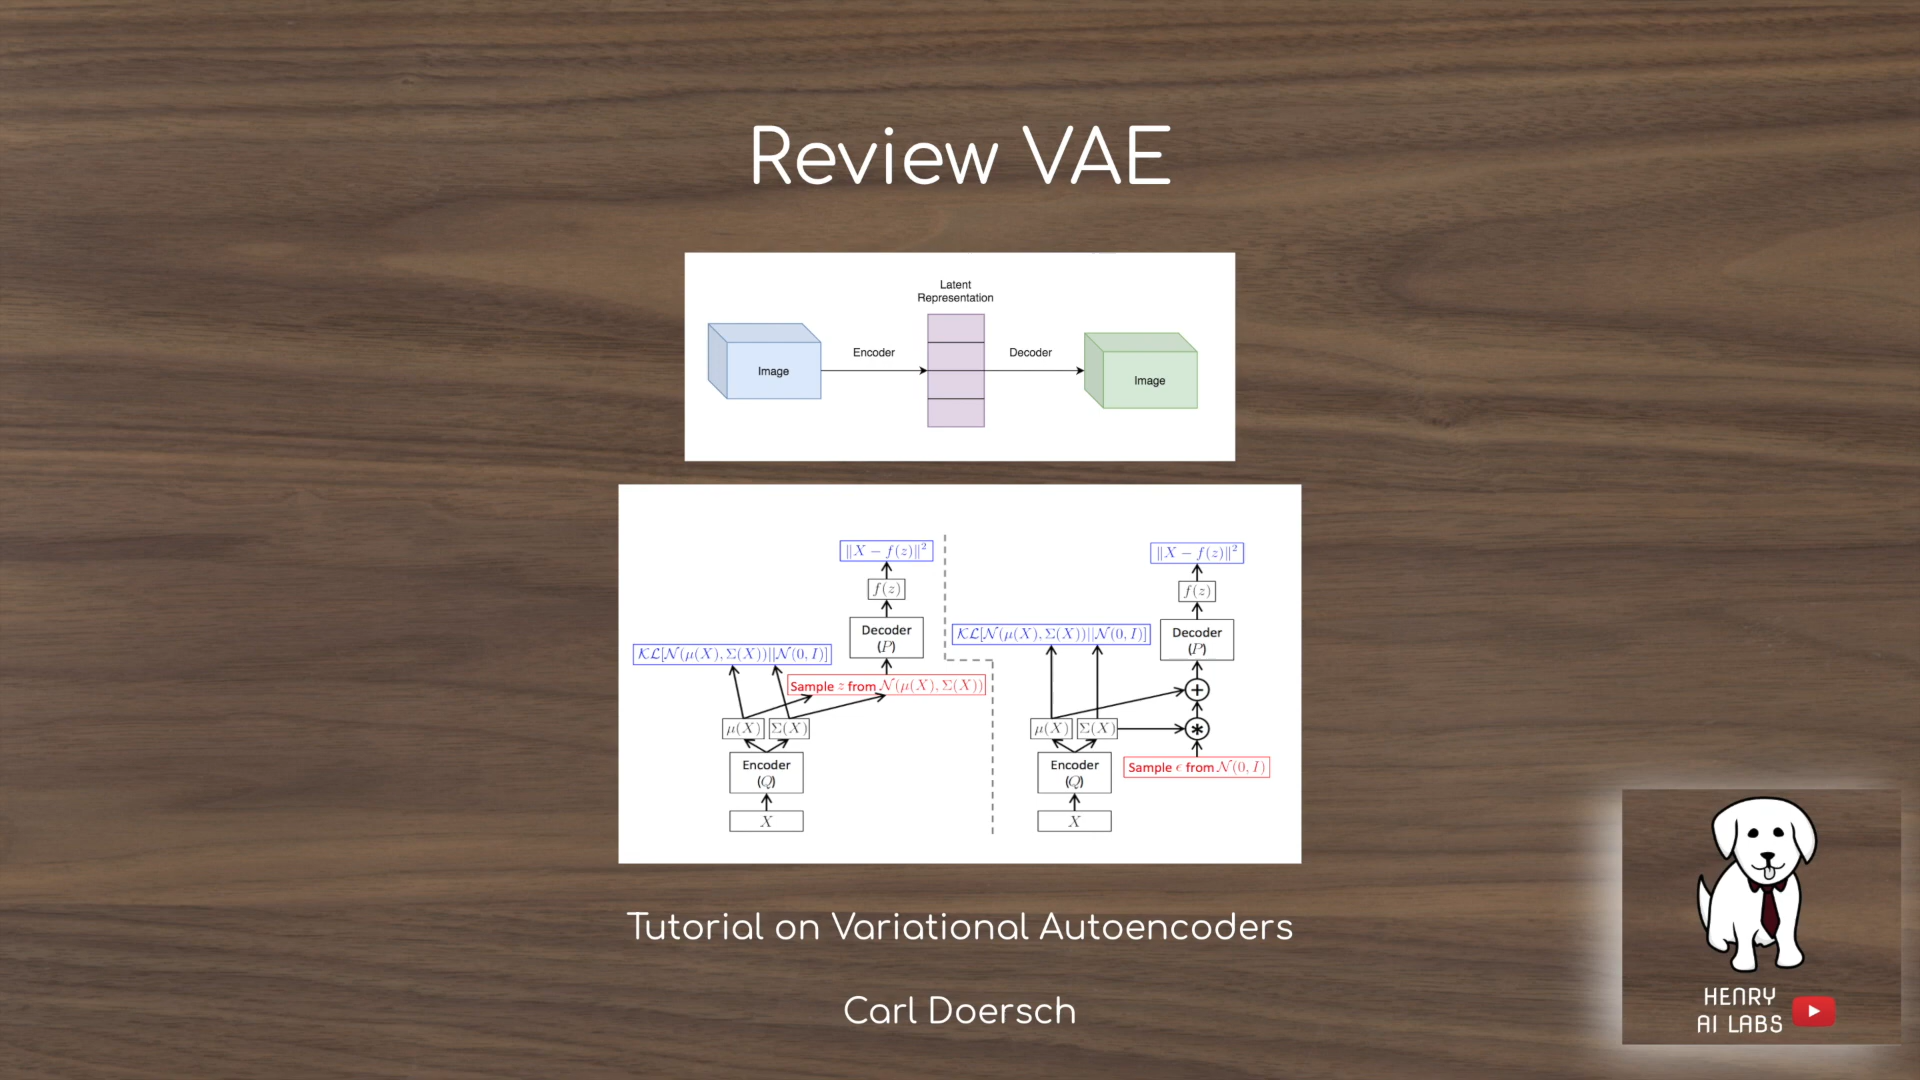 Review VAE
Latent
Representation
Image
Encoder
Decoder
Image
‖X − f(z)‖²
f(z)
Decoder
(P)
𝒦ℒ[𝒩(μ(X), Σ(X))||𝒩(0, I)]
Sample z from 𝒩(μ(X), Σ(X))
μ(X)
Σ(X)
Encoder
(Q)
X
‖X − f(z)‖²
f(z)
𝒦ℒ[𝒩(μ(X), Σ(X))||𝒩(0, I)]
Decoder
(P)
μ(X)
Σ(X)
Encoder
(Q)
X
+
*
Sample ϵ from 𝒩(0, I)
Tutorial on Variational Autoencoders
Carl Doersch
HENRY
AI LABS